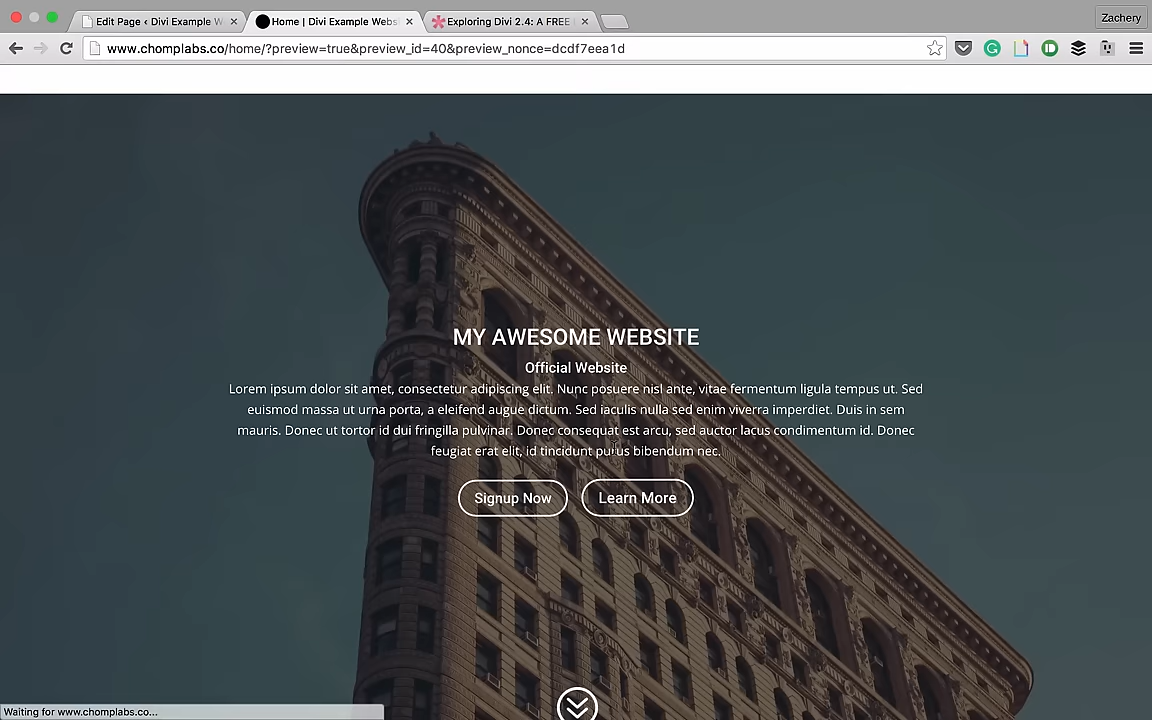 Edit Page ‹ Divi Example W
Home | Divi Example Websi
Exploring Divi 2.4: A FREE
Zachery
www.chomplabs.co/home/?preview=true&preview_id=40&preview_nonce=dcdf7eea1d
MY AWESOME WEBSITE
Official Website
Lorem ipsum dolor sit amet, consectetur adipiscing elit. Nunc posuere nisl ante, vitae fermentum ligula tempus ut. Sed
euismod massa ut urna porta, a eleifend augue dictum. Sed iaculis nulla sed enim viverra imperdiet. Duis in sem
mauris. Donec ut tortor id dui fringilla pulvinar. Donec consequat est arcu, sed auctor lacus condimentum id. Donec
feugiat erat elit, id tincidunt purus bibendum nec.
Signup Now
Learn More
Waiting for www.chomplabs.co...